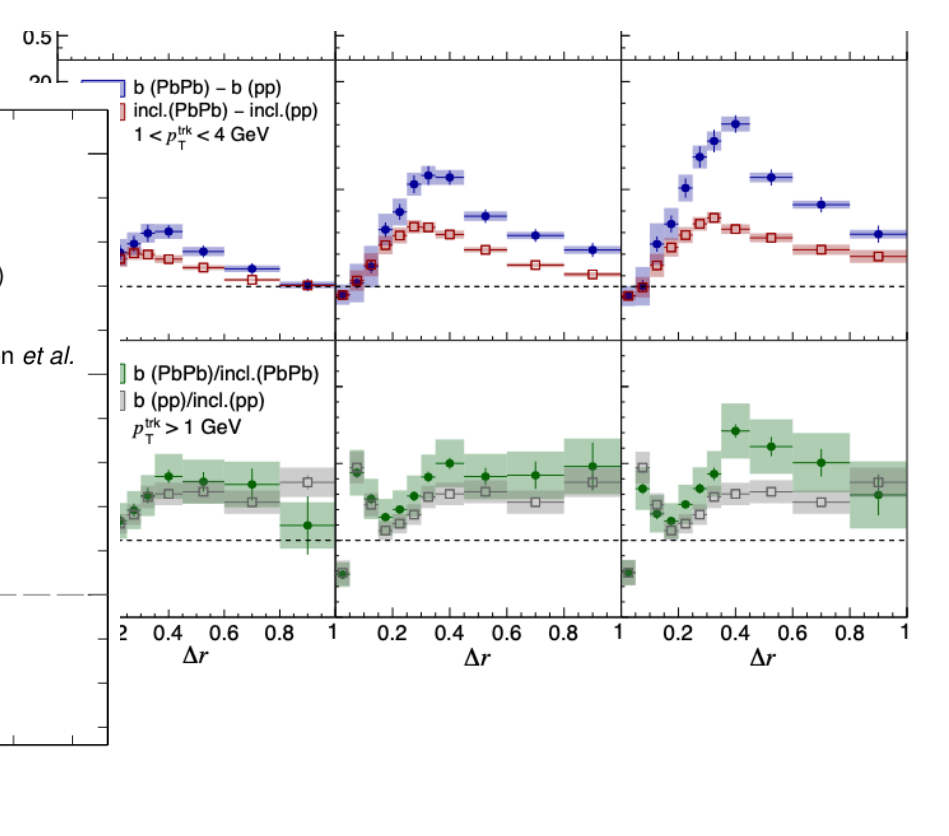 0.5
20
b (PbPb) − b (pp)
incl.(PbPb) − incl.(pp)
1 < p_T^trk < 4 GeV
)
n et al.
b (PbPb)/incl.(PbPb)
b (pp)/incl.(pp)
p_T^trk > 1 GeV
2 0.4 0.6 0.8 1 0.2 0.4 0.6 0.8 1 0.2 0.4 0.6 0.8 1
Δr Δr Δr